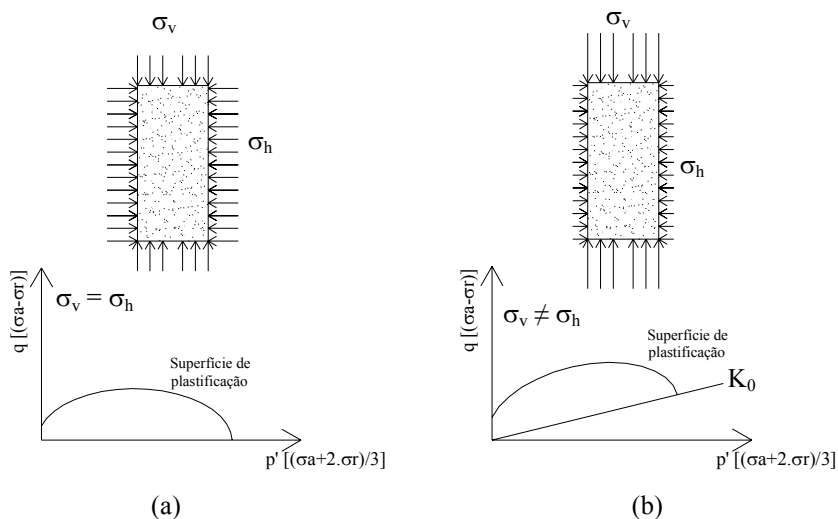 σv
σh
q [(σa-σr)]
σv = σh
Superfície de
plastificação
p' [(σa+2.σr)/3]
(a)
σv
σh
q [(σa-σr)]
σv ≠ σh
Superfície de
plastificação
K0
p' [(σa+2.σr)/3]
(b)